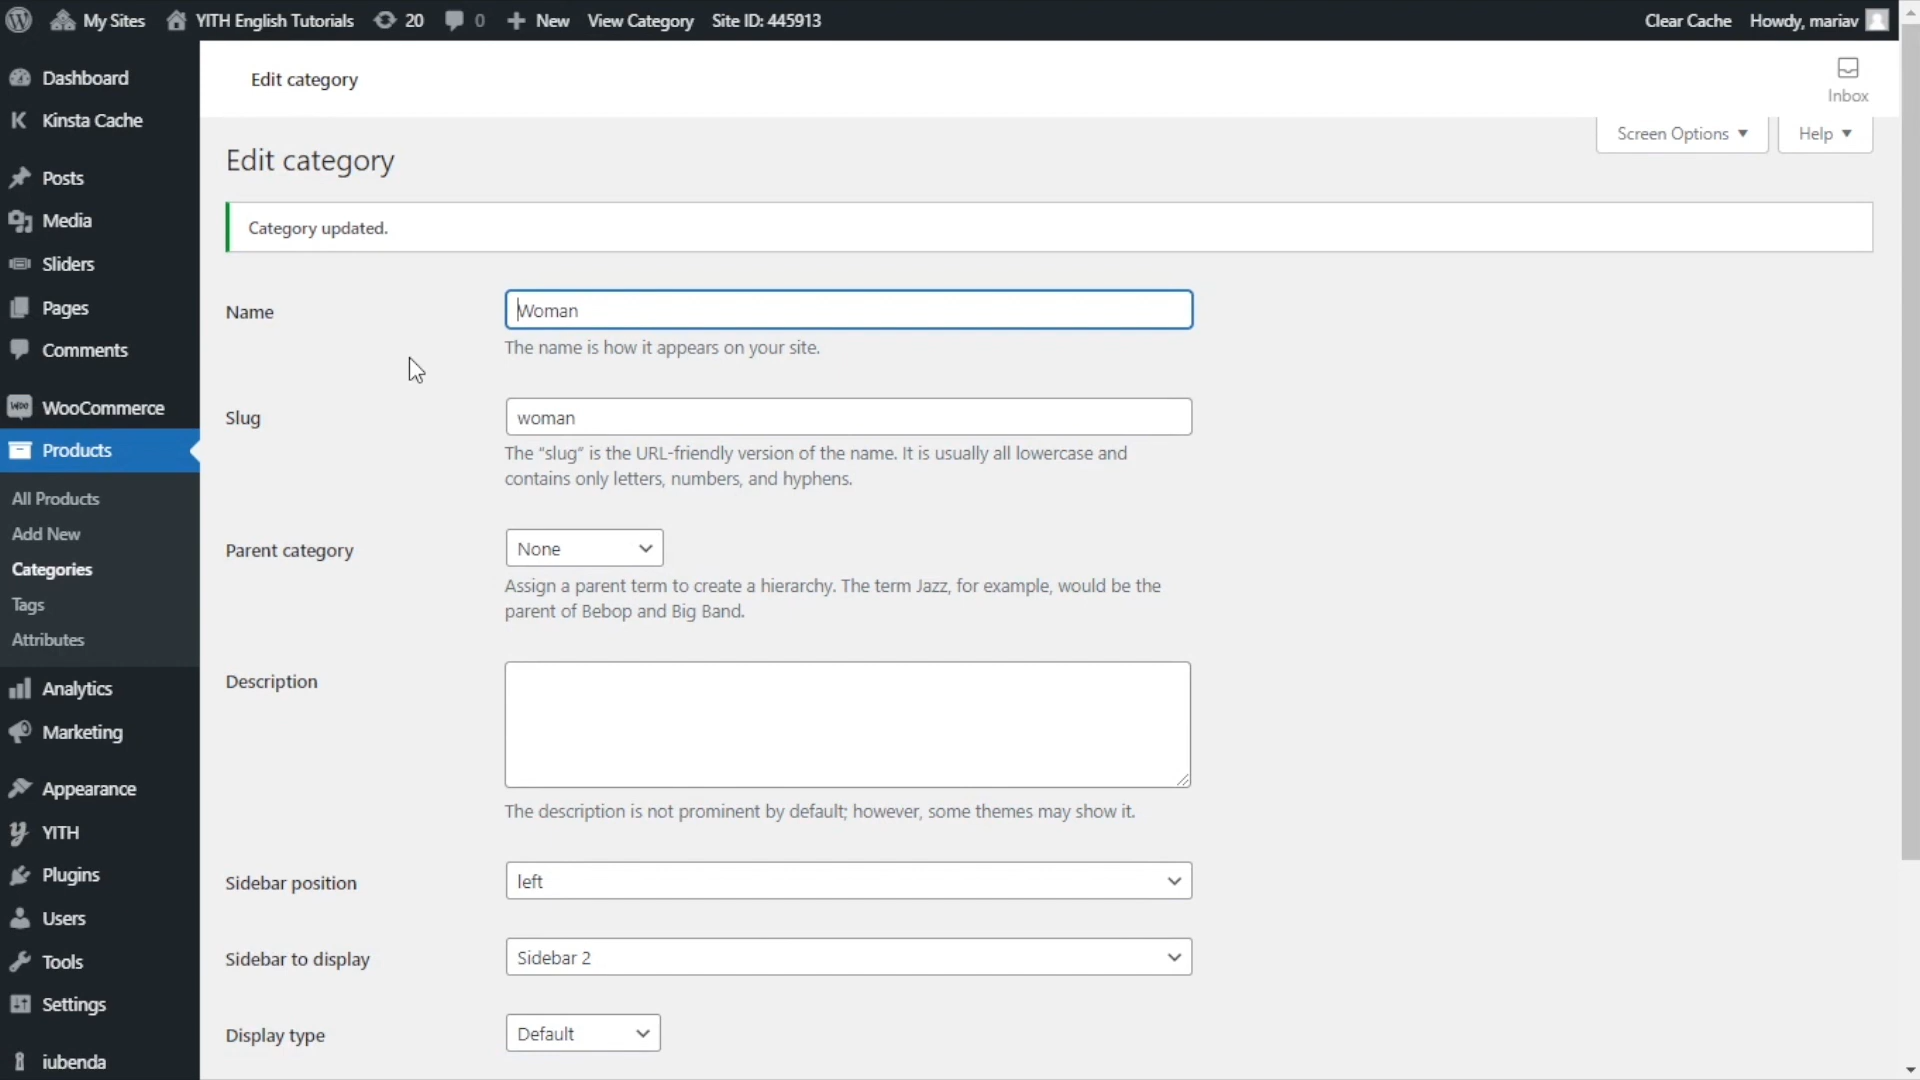 My Sites YITH English Tutorials 20 0 New View Category Site ID: 445913 Clear Cache Howdy, mariav
Dashboard
Kinsta Cache
Posts
Media
Sliders
Pages
Comments
WOO WooCommerce
Products
All Products
Add New
Categories
Tags
Attributes
Analytics
Marketing
Appearance
YITH
Plugins
Users
Tools
Settings
iubenda
Edit category
Inbox
Screen Options
Help
Edit category
Category updated.
Name
Woman
The name is how it appears on your site.
Slug
woman
The "slug" is the URL-friendly version of the name. It is usually all lowercase and
contains only letters, numbers, and hyphens.
Parent category
None
Assign a parent term to create a hierarchy. The term Jazz, for example, would be the
parent of Bebop and Big Band.
Description
The description is not prominent by default; however, some themes may show it.
Sidebar position
left
Sidebar to display
Sidebar 2
Display type
Default